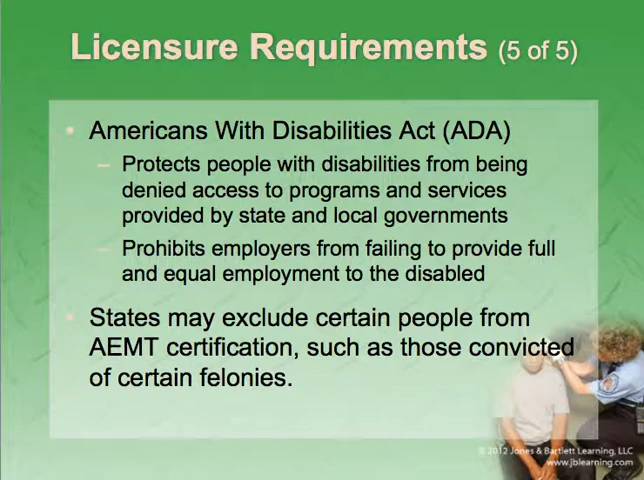 Licensure Requirements (5 of 5)
• Americans With Disabilities Act (ADA)
– Protects people with disabilities from being
denied access to programs and services
provided by state and local governments
– Prohibits employers from failing to provide full
and equal employment to the disabled
• States may exclude certain people from
AEMT certification, such as those convicted
of certain felonies.
© 2012 Jones & Bartlett Learning, LLC
www.jblearning.com